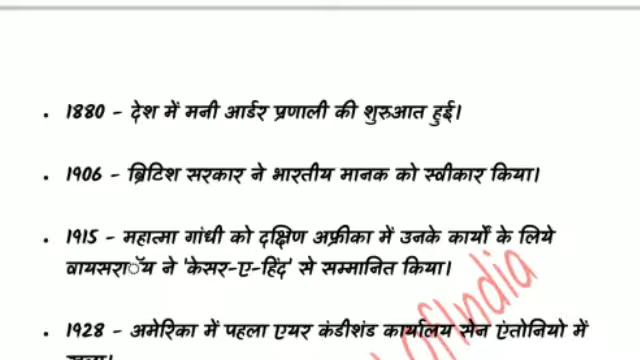 • 1880 - देश में मनी आर्डर प्रणाली की शुरुआत हुई।
• 1906 - ब्रिटिश सरकार ने भारतीय मानक को स्वीकार किया।
• 1915 - महात्मा गांधी को दक्षिण अफ्रीका में उनके कार्यों के लिये
वायसराॅय ने 'केसर-ए-हिंद' से सम्मानित किया।
ofIndia
• 1928 - अमेरिका में पहला एयर कंडीशंड कार्यालय सेन एंतोनियो में